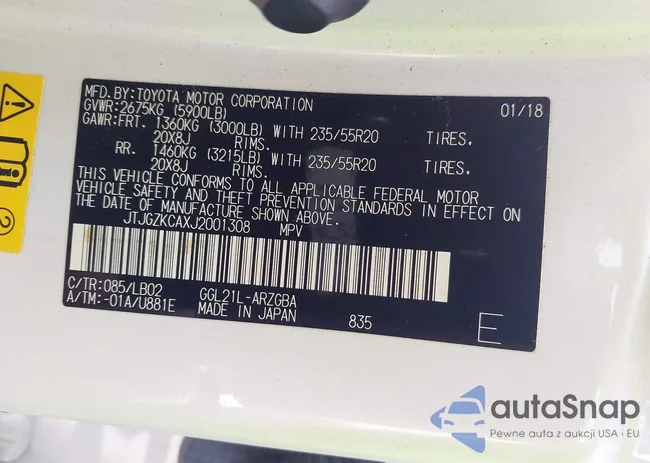 MFD.BY:TOYOTA MOTOR CORPORATION 01/18
GVWR:2675KG (5900LB)
GAWR:FRT. 1360KG (3000LB) WITH 235/55R20 TIRES,
20X8J RIMS.
RR. 1460KG (3215LB) WITH 235/55R20 TIRES,
20X8J RIMS.
THIS VEHICLE CONFORMS TO ALL APPLICABLE FEDERAL MOTOR
VEHICLE SAFETY AND THEFT PREVENTION STANDARDS IN EFFECT ON
THE DATE OF MANUFACTURE SHOWN ABOVE.
JTJGZKCAXJ2001308 MPV
C/TR:085/LB02 GGL21L-ARZGBA
A/TM:-01A/U881E MADE IN JAPAN 835 E
autaSnap
Pewne auta z aukcji USA i EU